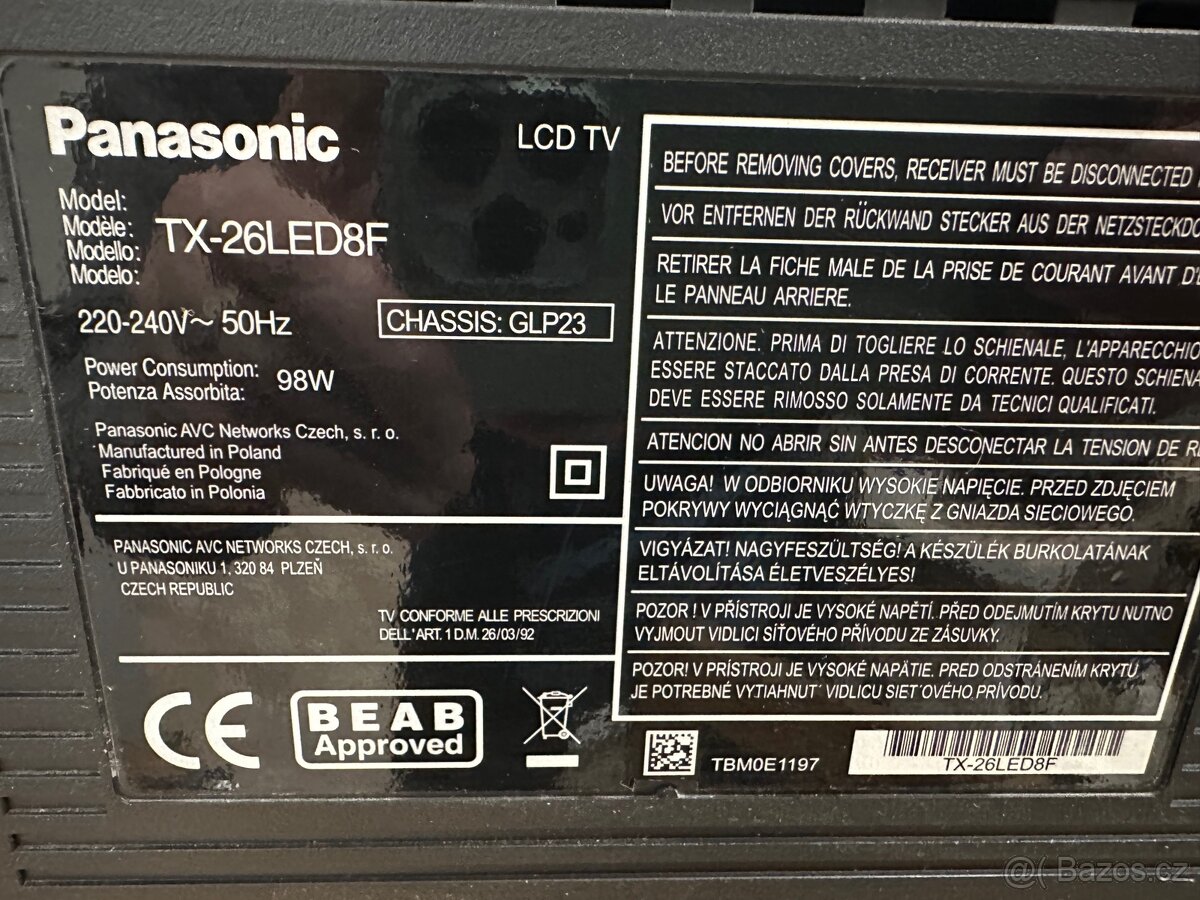 Panasonic
LCD TV
Model:
Modèle:
Modello:
Modelo:
TX-26LED8F
220-240V~ 50Hz
CHASSIS: GLP23
Power Consumption:
Potenza Assorbita:
98W
Panasonic AVC Networks Czech, s. r. o.
Manufactured in Poland
Fabriqué en Pologne
Fabbricato in Polonia
PANASONIC AVC NETWORKS CZECH, s. r. o.
U PANASONIKU 1, 320 84 PLZEŇ
CZECH REPUBLIC
TV CONFORME ALLE PRESCRIZIONI
DELL'ART. 1 D.M. 26/03/92
CE
BEAB
Approved
BEFORE REMOVING COVERS, RECEIVER MUST BE DISCONNECTED
VOR ENTFERNEN DER RÜCKWAND STECKER AUS DER NETZSTECKDO
RETIRER LA FICHE MALE DE LA PRISE DE COURANT AVANT D'
LE PANNEAU ARRIERE.
ATTENZIONE. PRIMA DI TOGLIERE LO SCHIENALE, L'APPARECCHIO
ESSERE STACCATO DALLA PRESA DI CORRENTE. QUESTO SCHIENA
DEVE ESSERE RIMOSSO SOLAMENTE DA TECNICI QUALIFICATI.
ATENCION NO ABRIR SIN ANTES DESCONECTAR LA TENSION DE R
UWAGA! W ODBIORNIKU WYSOKIE NAPIĘCIE. PRZED ZDJĘCIEM
POKRYWY WYCIĄGNĄĆ WTYCZKĘ Z GNIAZDA SIECIOWEGO.
VIGYÁZAT! NAGYFESZÜLTSÉG! A KÉSZÜLÉK BURKOLATÁNAK
ELTÁVOLÍTÁSA ÉLETVESZÉLYES!
POZOR ! V PŘÍSTROJI JE VYSOKÉ NAPĚTÍ. PŘED ODEJMUTÍM KRYTU NUTNO
VYJMOUT VIDLICI SÍŤOVÉHO PŘÍVODU ZE ZÁSUVKY.
POZOR! V PRÍSTROJI JE VYSOKÉ NAPÄTIE. PRED ODSTRÁNENÍM KRYTU
JE POTREBNÉ VYTIAHNUŤ VIDLICU SIEŤOVÉHO PRÍVODU.
TBM0E1197
TX-26LED8F
Bazos.cz